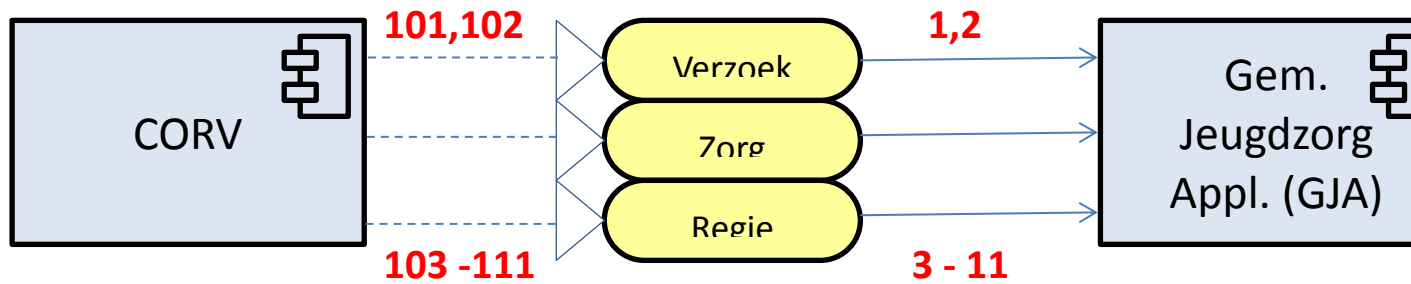 101,102
1,2
CORV
Verzoek
Zorg
Regie
Gem.
Jeugdzorg
Appl. (GJA)
103 -111
3 - 11